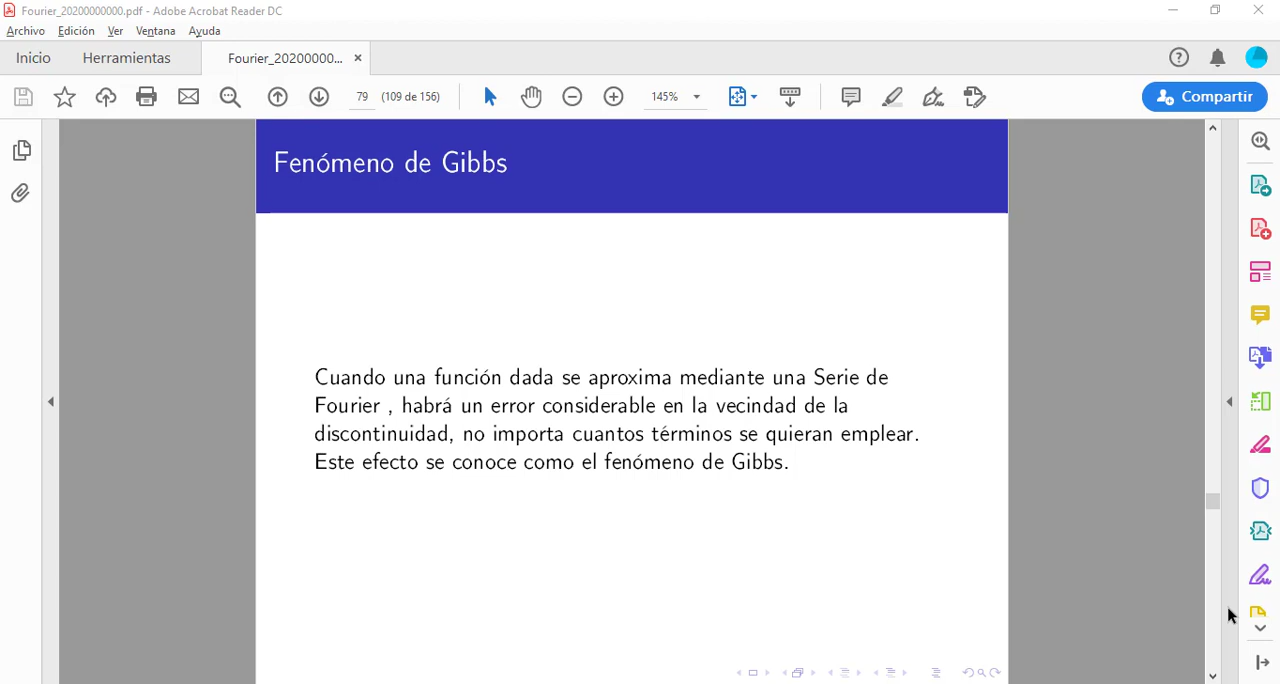 Fourier_20200000000.pdf - Adobe Acrobat Reader DC
Archivo Edición Ver Ventana Ayuda
Inicio Herramientas Fourier_20200000... ×
79 (109 de 156) 145% Compartir
Fenómeno de Gibbs
Cuando una función dada se aproxima mediante una Serie de
Fourier , habrá un error considerable en la vecindad de la
discontinuidad, no importa cuantos términos se quieran emplear.
Este efecto se conoce como el fenómeno de Gibbs.